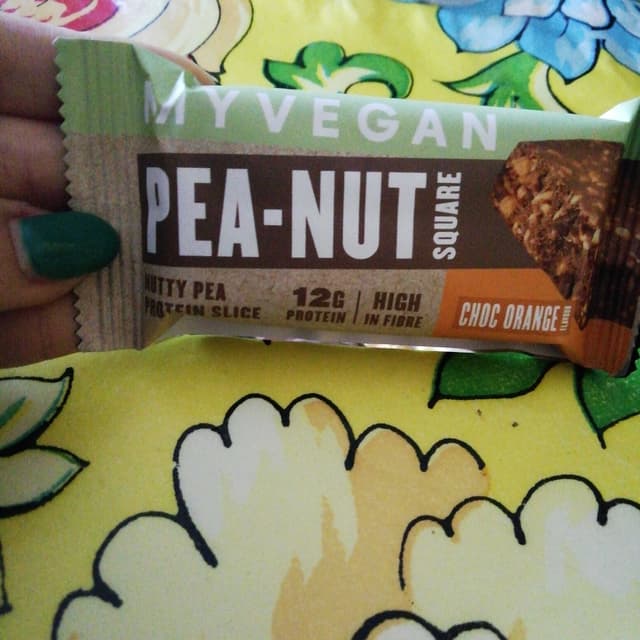 MYVEGAN
PEA-NUT
SQUARE
NUTTY PEA
PROTEIN SLICE
12G
PROTEIN
HIGH
IN FIBRE
CHOC ORANGE